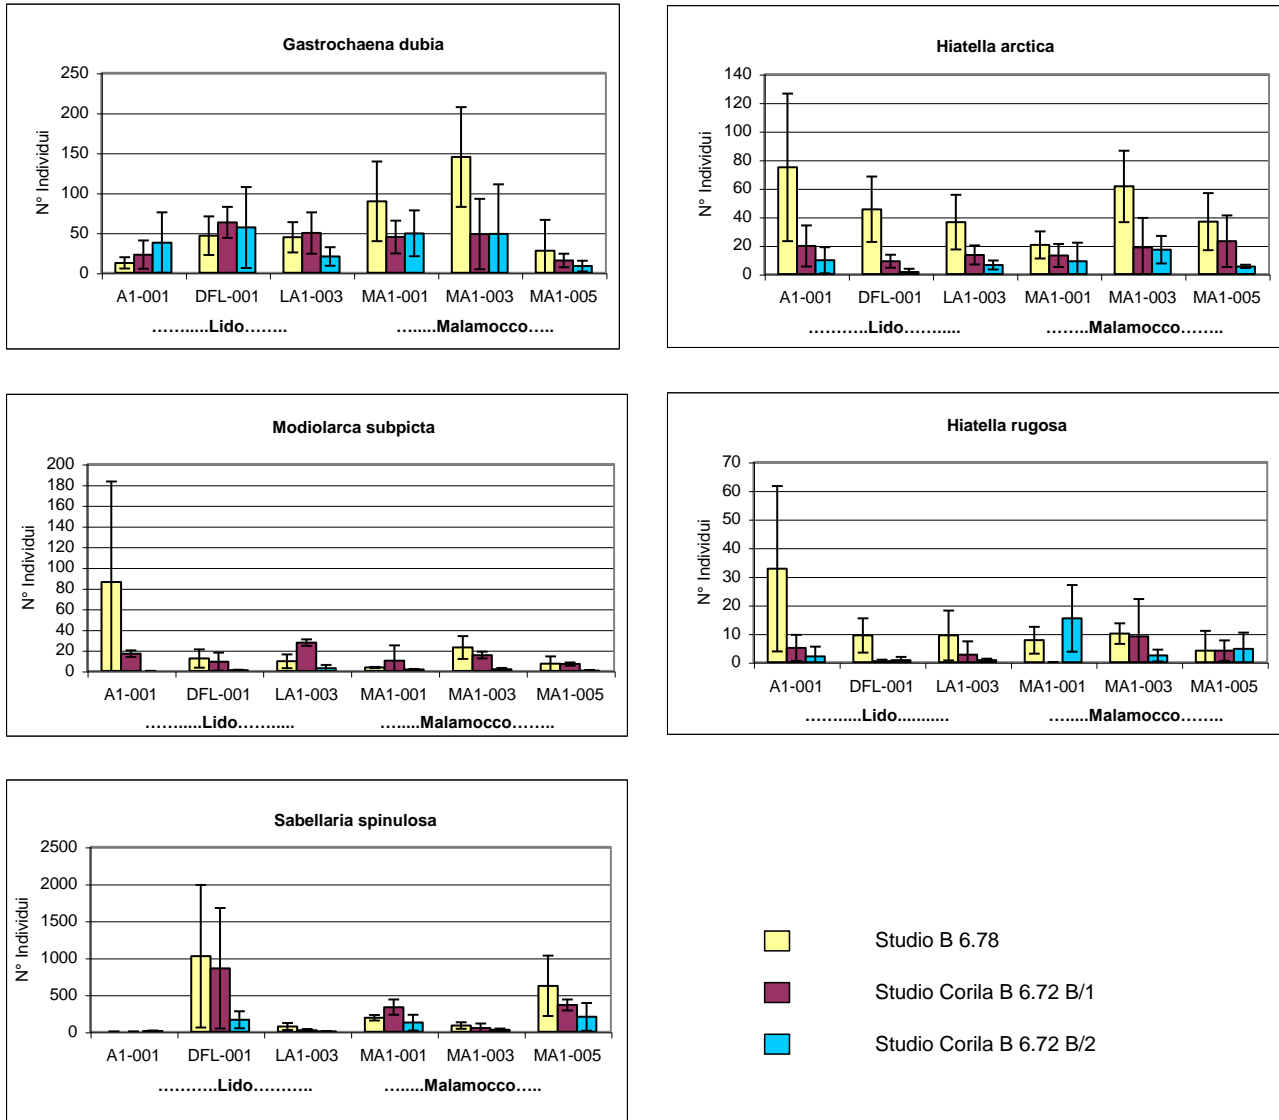 Gastrochaena dubia
N° Individui
250
200
150
100
50
0
A1-001 DFL-001 LA1-003 MA1-001 MA1-003 MA1-005
……....Lido…….. …....Malamocco…..
Hiatella arctica
N° Individui
140
120
100
80
60
40
20
0
A1-001 DFL-001 LA1-003 MA1-001 MA1-003 MA1-005
………..Lido…….... ……..Malamocco……..
Modiolarca subpicta
N° Individui
200
180
160
140
120
100
80
60
40
20
0
A1-001 DFL-001 LA1-003 MA1-001 MA1-003 MA1-005
……....Lido……..... …....Malamocco……..
Hiatella rugosa
N° Individui
70
60
50
40
30
20
10
0
A1-001 DFL-001 LA1-003 MA1-001 MA1-003 MA1-005
…….....Lido........... …....Malamocco……..
Sabellaria spinulosa
N° Individui
2500
2000
1500
1000
500
0
A1-001 DFL-001 LA1-003 MA1-001 MA1-003 MA1-005
………..Lido……….. …....Malamocco…..
Studio B 6.78
Studio Corila B 6.72 B/1
Studio Corila B 6.72 B/2